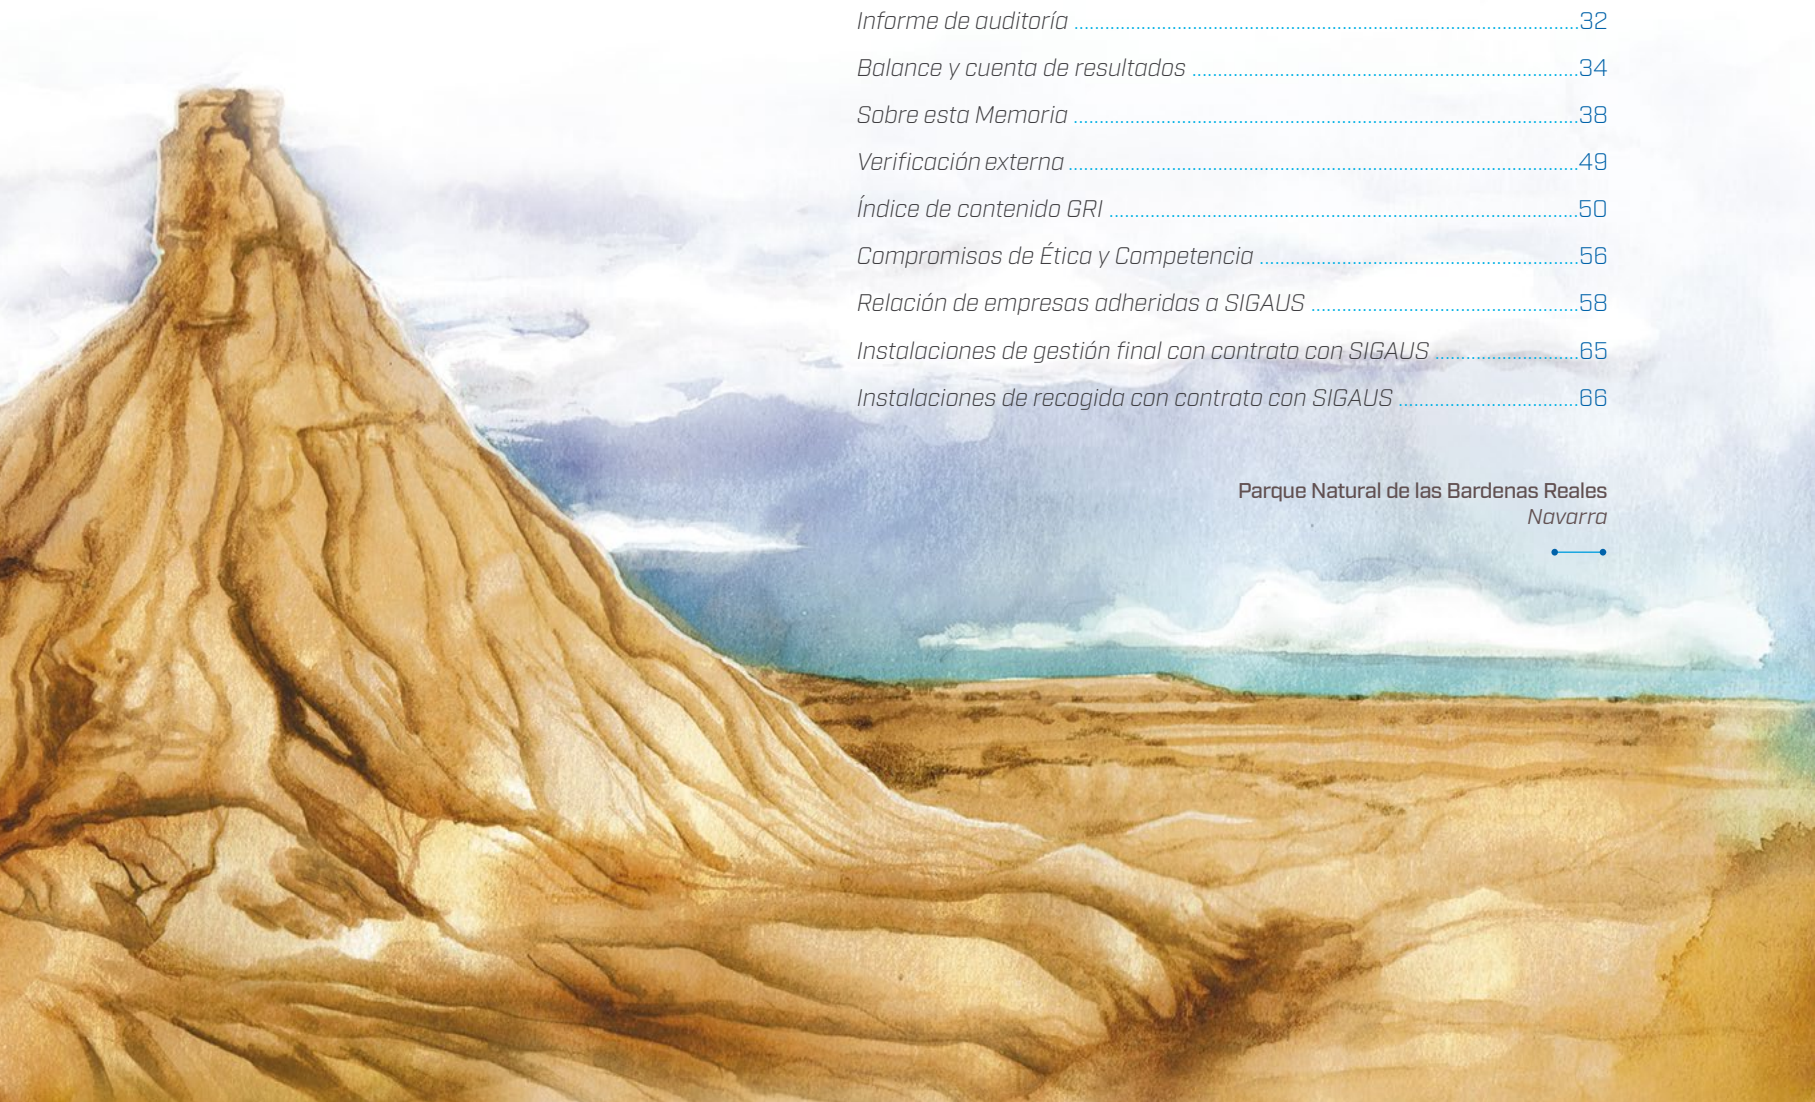 Informe de auditoría ........................................ 32
Balance y cuenta de resultados ........................................ 34
Sobre esta Memoria ........................................ 38
Verificación externa ........................................ 49
Índice de contenido GRI ........................................ 50
Compromisos de Ética y Competencia ........................................ 56
Relación de empresas adheridas a SIGAUS ........................................ 58
Instalaciones de gestión final con contrato con SIGAUS ........................................ 65
Instalaciones de recogida con contrato con SIGAUS ........................................ 66
Parque Natural de las Bardenas Reales
Navarra